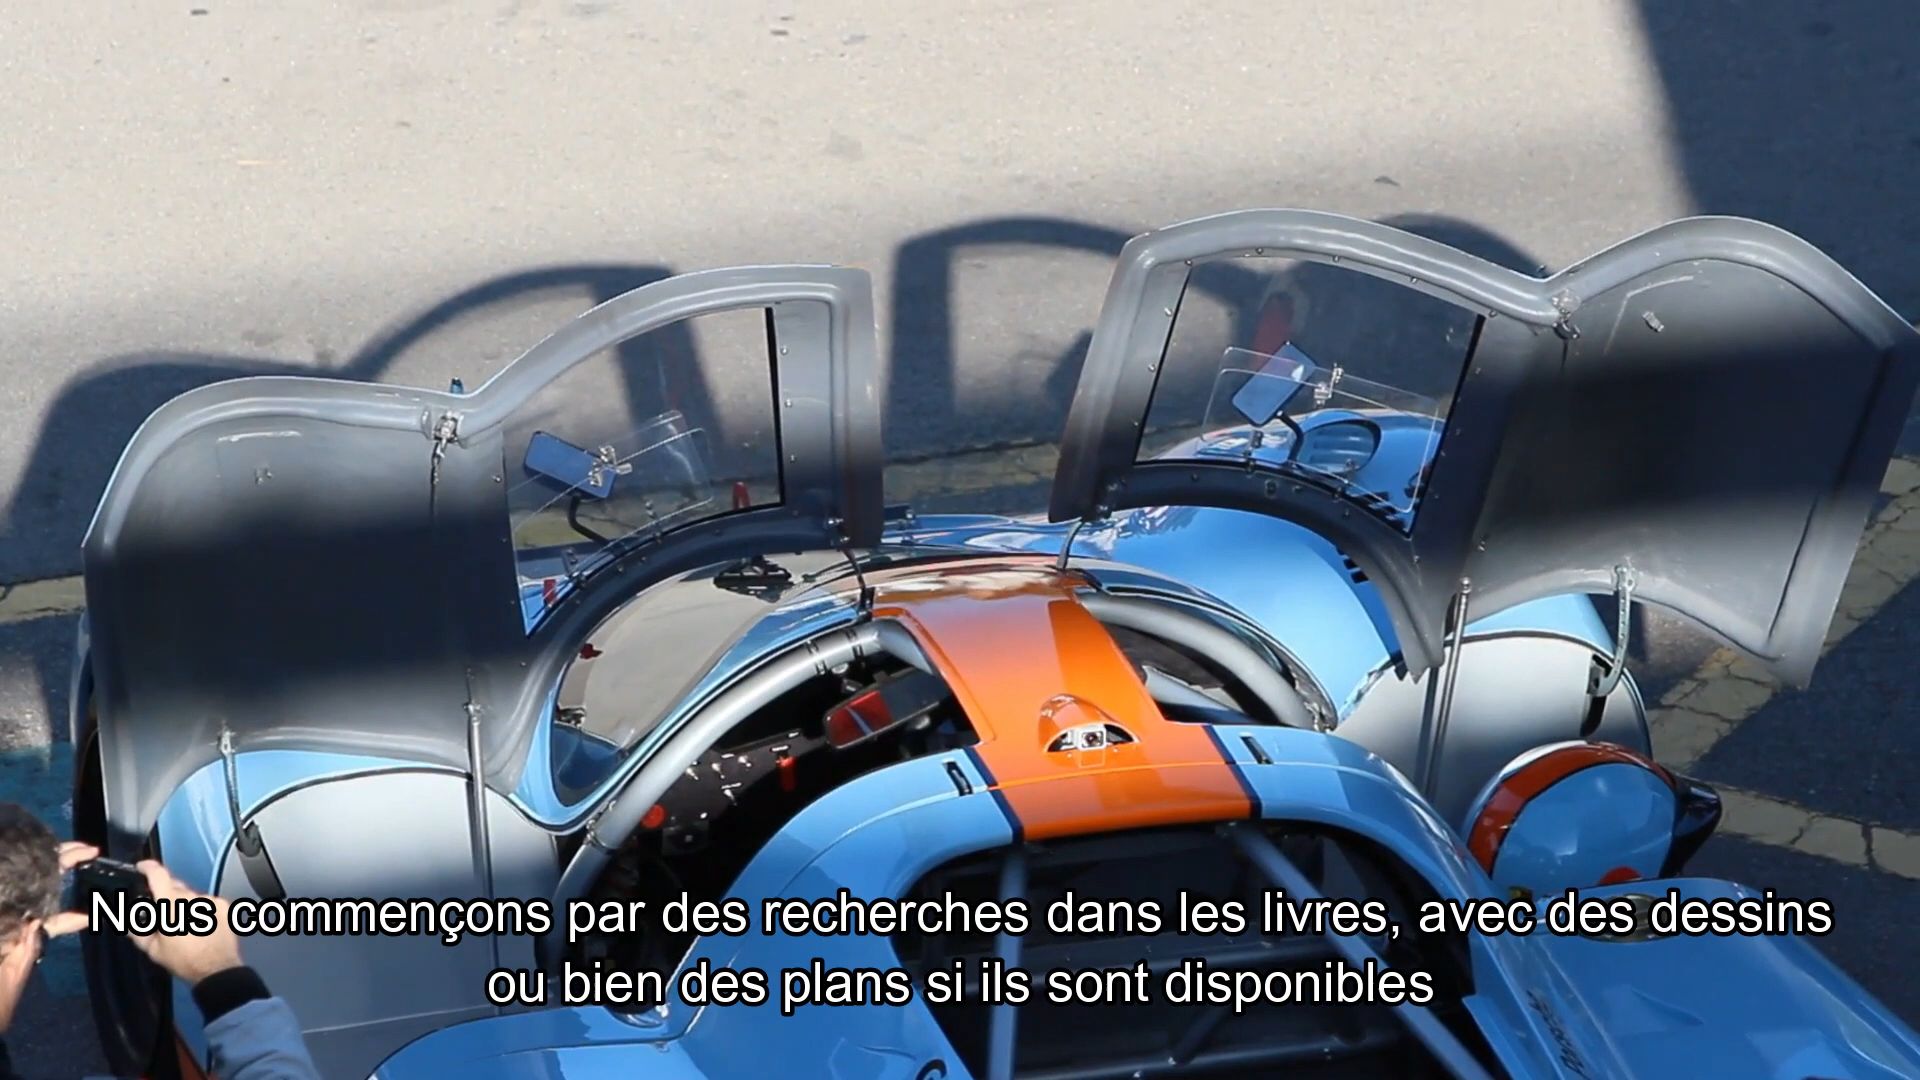 Nous commençons par des recherches dans les livres, avec des dessins
ou bien des plans si ils sont disponibles